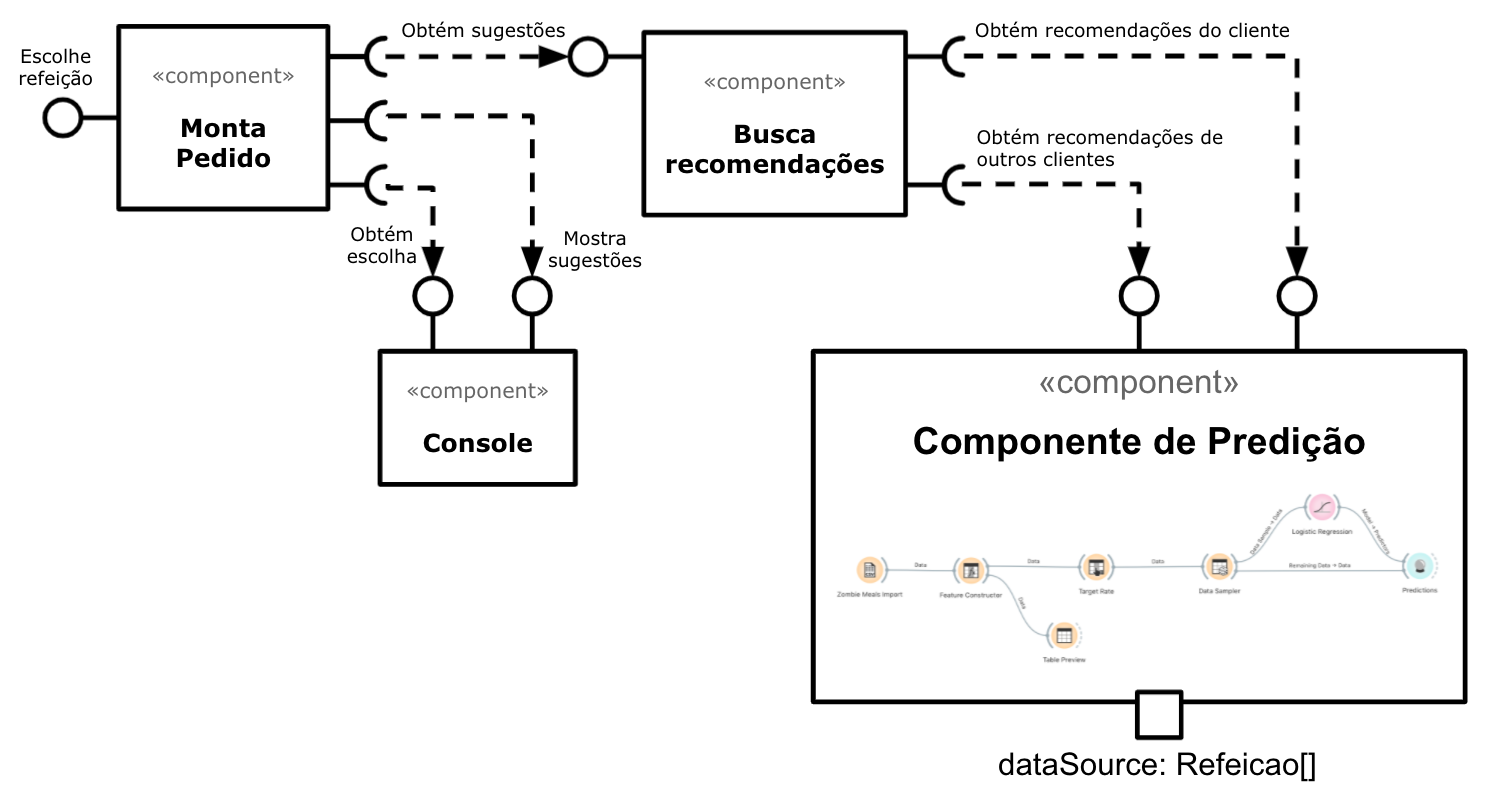 Escolhe
refeição
«component»
Monta
Pedido
Obtém sugestões
«component»
Busca
recomendações
Obtém recomendações do cliente
Obtém recomendações de
outros clientes
Obtém
escolha
Mostra
sugestões
«component»
Console
«component»
Componente de Predição
Zombie Meals Import
Data
Feature Constructor
Data
Data
Table Preview
Target Rate
Data
Data Sampler
Data Sample → Data
Logistic Regression
Model → Predictors
Remaining Data → Data
Predictions
dataSource: Refeicao[]